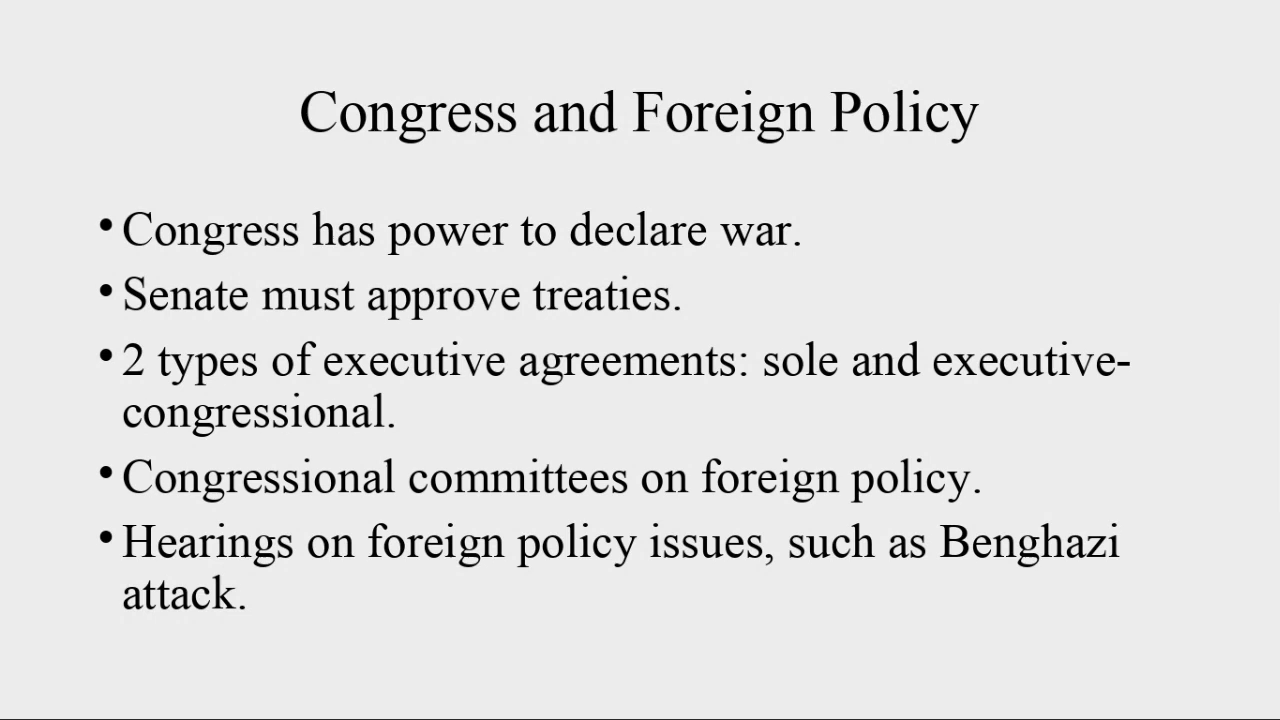 Congress and Foreign Policy
• Congress has power to declare war.
• Senate must approve treaties.
• 2 types of executive agreements: sole and executive-
congressional.
• Congressional committees on foreign policy.
• Hearings on foreign policy issues, such as Benghazi
attack.